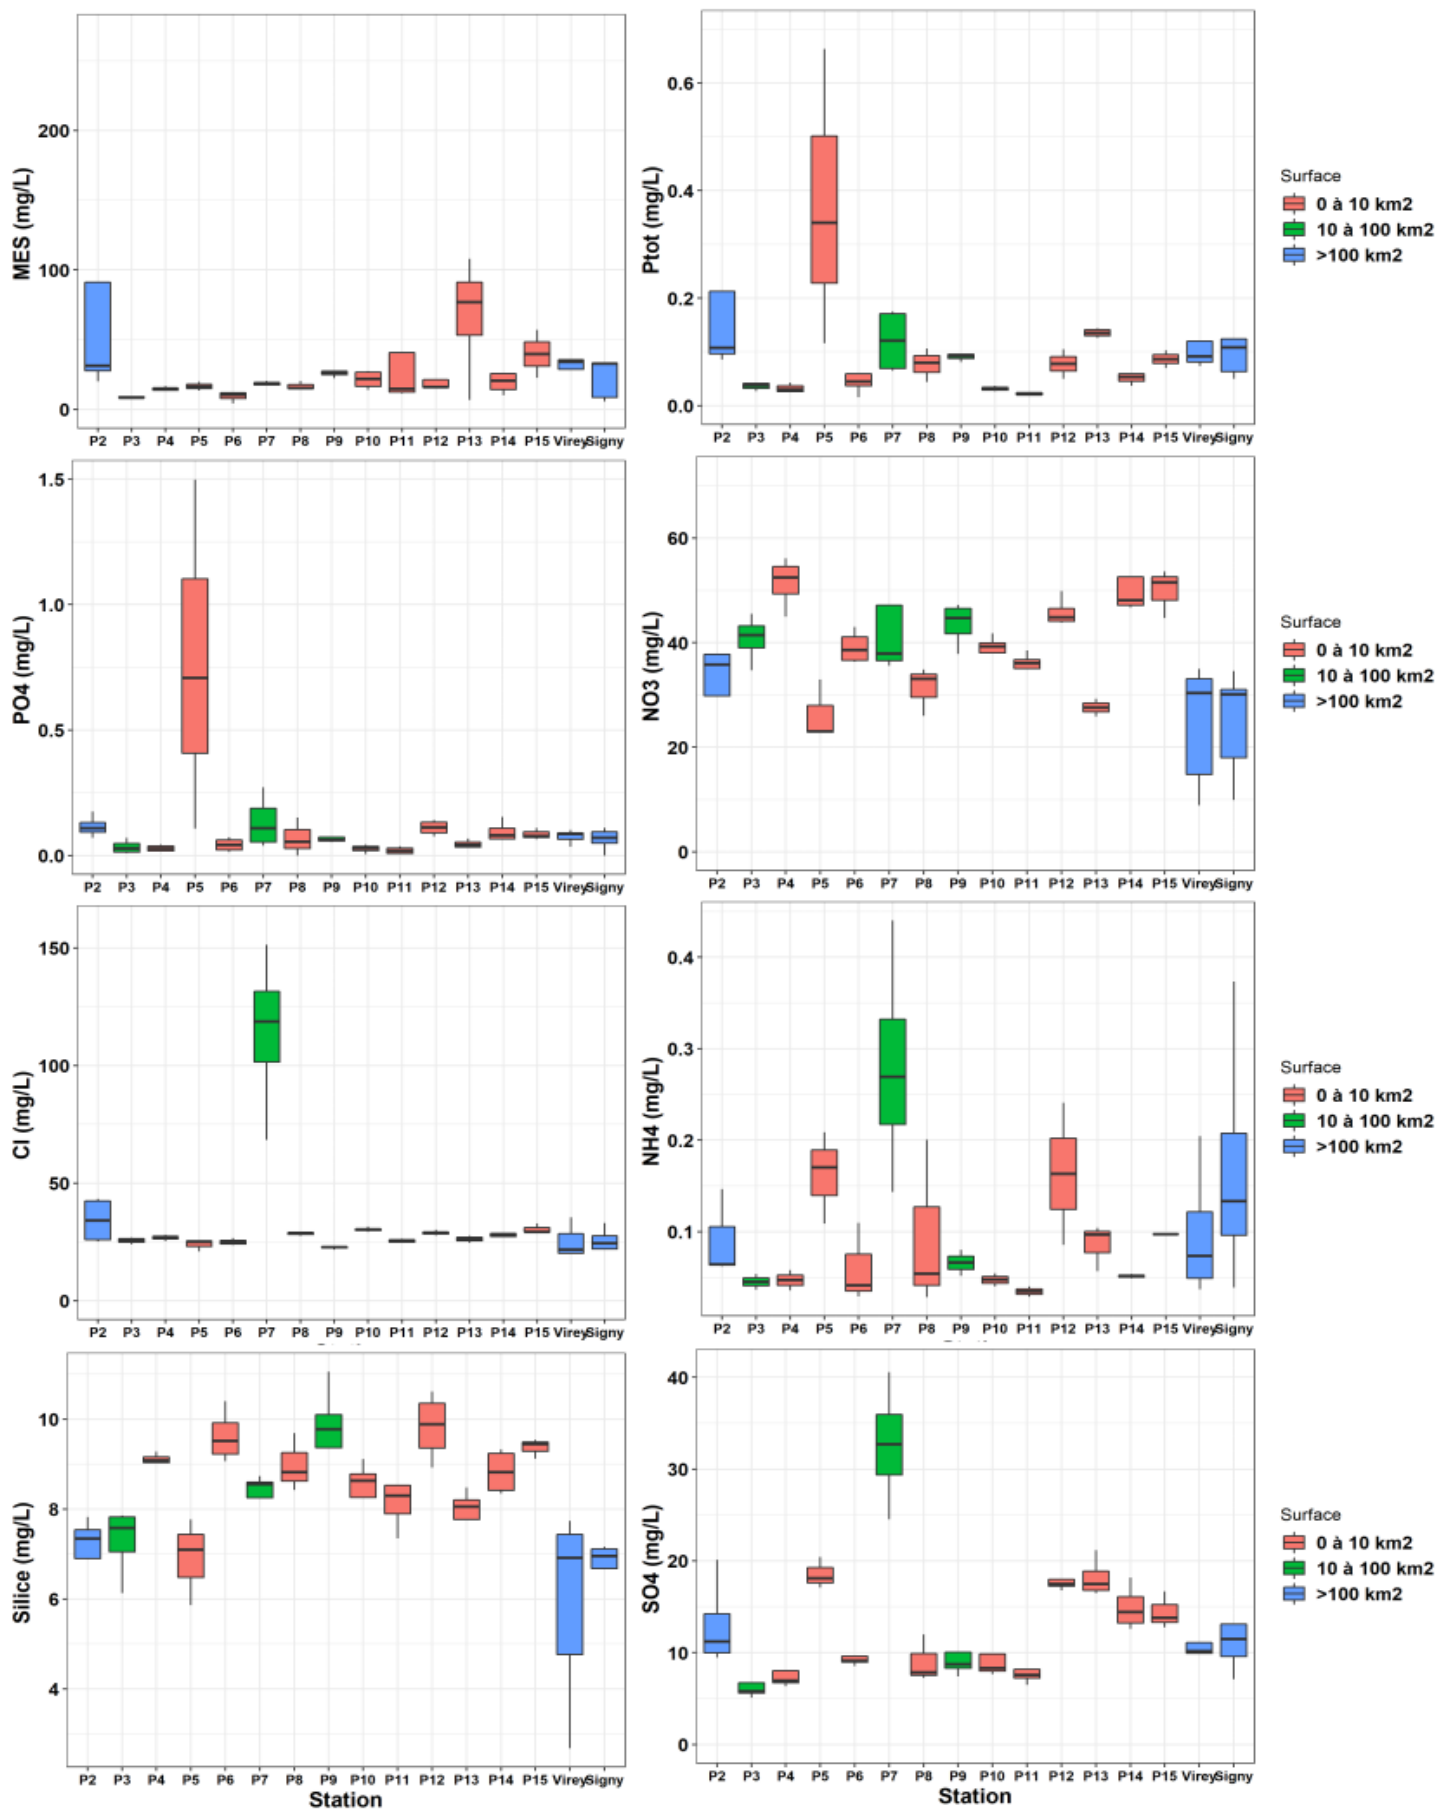 MES (mg/L)
200
100
0
P2 P3 P4 P5 P6 P7 P8 P9 P10 P11 P12 P13 P14 P15 Virey Signy
Ptot (mg/L)
0.6
0.4
0.2
0.0
P2 P3 P4 P5 P6 P7 P8 P9 P10 P11 P12 P13 P14 P15 Virey Signy
Surface
0 à 10 km2
10 à 100 km2
>100 km2
PO4 (mg/L)
1.5
1.0
0.5
0.0
P2 P3 P4 P5 P6 P7 P8 P9 P10 P11 P12 P13 P14 P15 Virey Signy
NO3 (mg/L)
60
40
20
0
P2 P3 P4 P5 P6 P7 P8 P9 P10 P11 P12 P13 P14 P15 Virey Signy
Surface
0 à 10 km2
10 à 100 km2
>100 km2
Cl (mg/L)
150
100
50
0
P2 P3 P4 P5 P6 P7 P8 P9 P10 P11 P12 P13 P14 P15 Virey Signy
NH4 (mg/L)
0.4
0.3
0.2
0.1
P2 P3 P4 P5 P6 P7 P8 P9 P10 P11 P12 P13 P14 P15 Virey Signy
Surface
0 à 10 km2
10 à 100 km2
>100 km2
Silice (mg/L)
10
8
6
4
P2 P3 P4 P5 P6 P7 P8 P9 P10 P11 P12 P13 P14 P15 Virey Signy
Station
SO4 (mg/L)
40
30
20
10
0
P2 P3 P4 P5 P6 P7 P8 P9 P10 P11 P12 P13 P14 P15 Virey Signy
Station
Surface
0 à 10 km2
10 à 100 km2
>100 km2